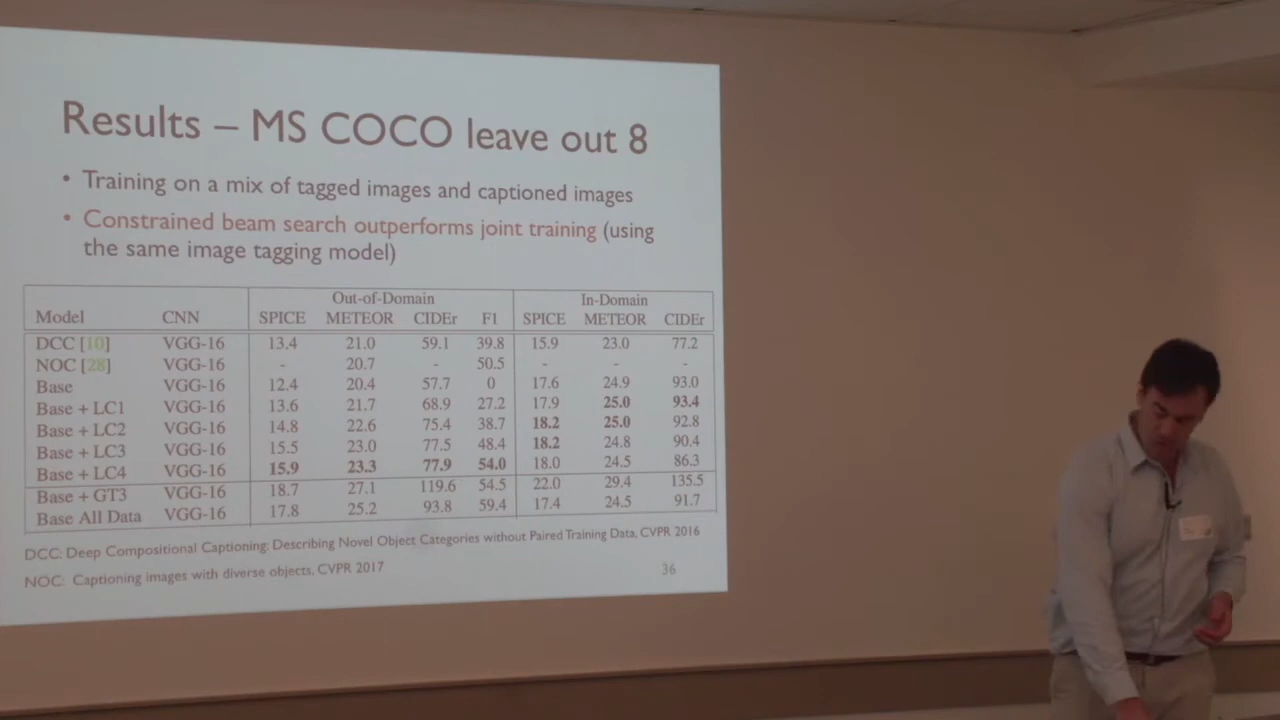 Results – MS COCO leave out 8
• Training on a mix of tagged images and captioned images
• Constrained beam search outperforms joint training (using
the same image tagging model)
Out-of-Domain In-Domain
Model CNN SPICE METEOR CIDEr F1 SPICE METEOR CIDEr
DCC [10] VGG-16 13.4 21.0 59.1 39.8 15.9 23.0 77.2
NOC [28] VGG-16 - 20.7 - 50.5 - - -
Base VGG-16 12.4 20.4 57.7 0 17.6 24.9 93.0
Base + LC1 VGG-16 13.6 21.7 68.9 27.2 17.9 25.0 93.4
Base + LC2 VGG-16 14.8 22.6 75.4 38.7 18.2 25.0 92.8
Base + LC3 VGG-16 15.5 23.0 77.5 48.4 18.2 24.8 90.4
Base + LC4 VGG-16 15.9 23.3 77.9 54.0 18.0 24.5 86.3
Base + GT3 VGG-16 18.7 27.1 119.6 54.5 22.0 29.4 135.5
Base All Data VGG-16 17.8 25.2 93.8 59.4 17.4 24.5 91.7
DCC: Deep Compositional Captioning: Describing Novel Object Categories without Paired Training Data, CVPR 2016
NOC: Captioning images with diverse objects, CVPR 2017
36